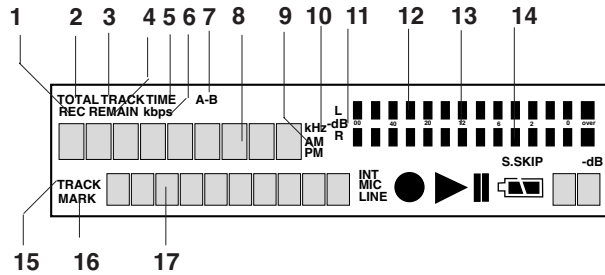 1 2 3 4 5 6 7 8 9 10 11 12 13 14
TOTAL TRACK TIME A-B
REC REMAIN kbps
kHz -dB L
R
AM
PM
00 40 20 12 6 2 0 over
S.SKIP -dB
TRACK
MARK
INT
MIC
LINE
15 16 17